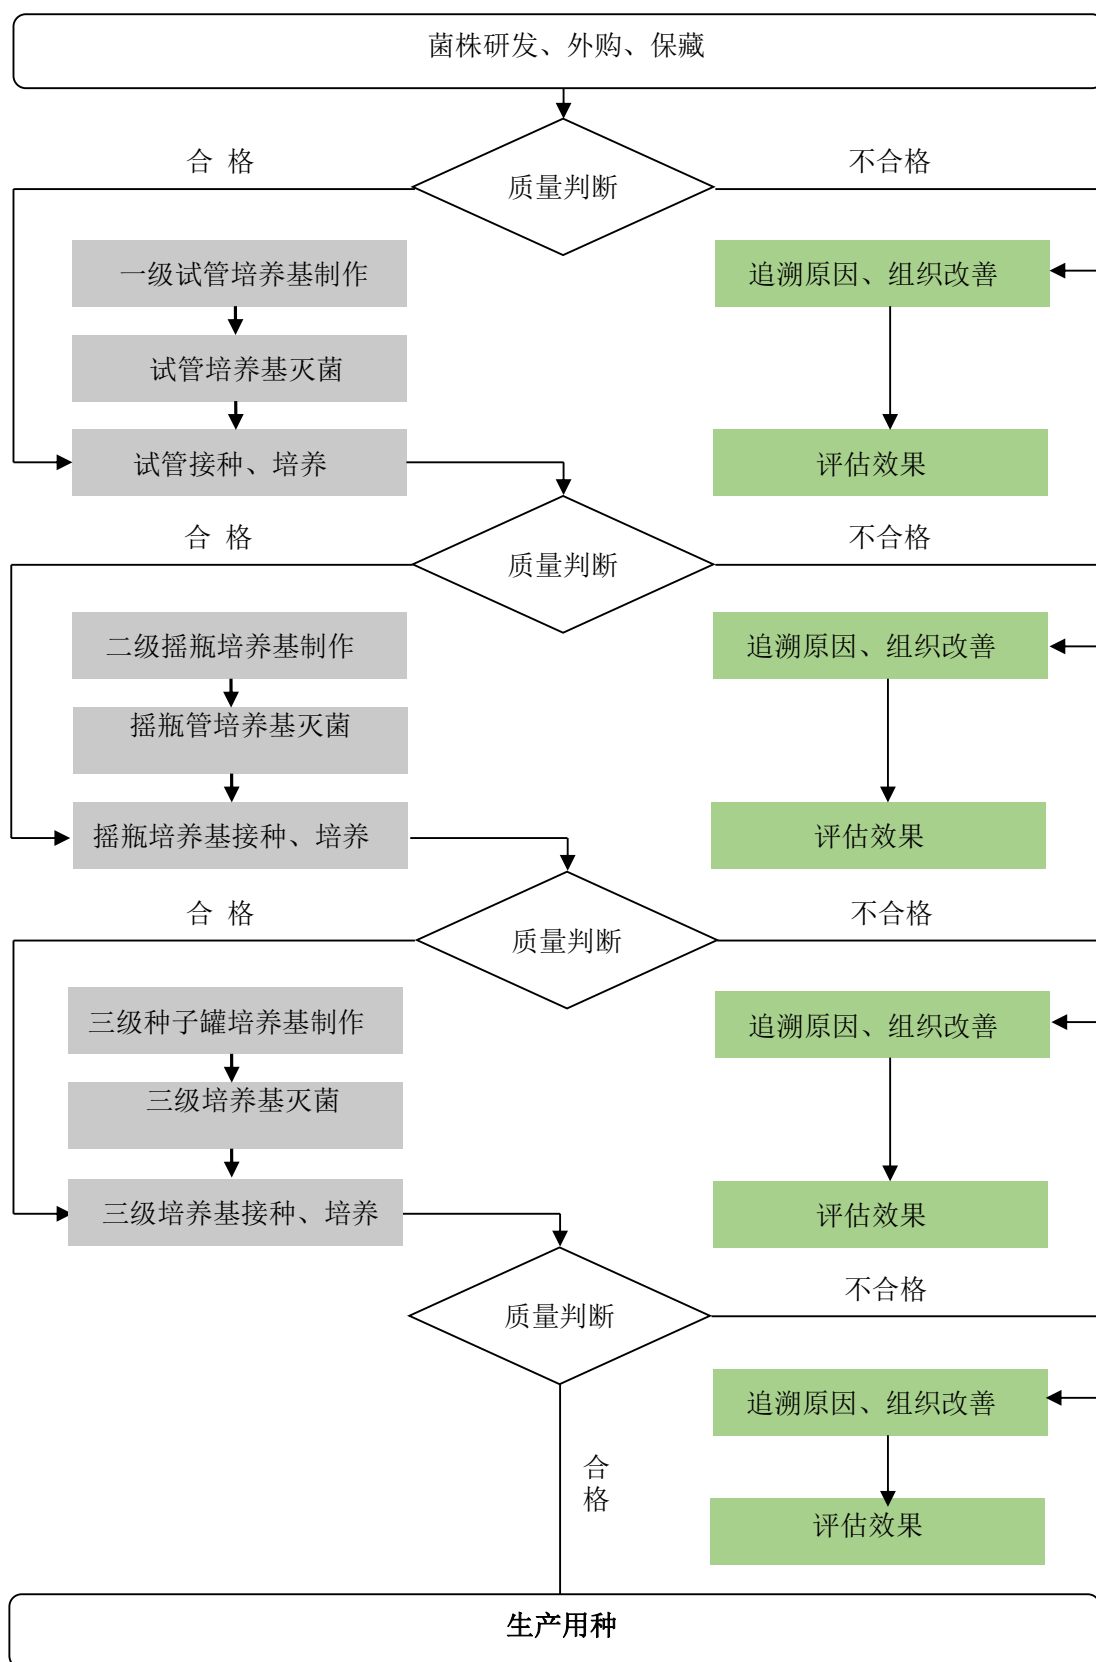 菌株研发、外购、保藏
合 格
不合格
质量判断
一级试管培养基制作
追溯原因、组织改善
试管培养基灭菌
试管接种、培养
评估效果
合 格
不合格
质量判断
二级摇瓶培养基制作
追溯原因、组织改善
摇瓶管培养基灭菌
摇瓶培养基接种、培养
评估效果
合 格
不合格
质量判断
三级种子罐培养基制作
追溯原因、组织改善
三级培养基灭菌
三级培养基接种、培养
评估效果
不合格
质量判断
追溯原因、组织改善
合
格
评估效果
生产用种